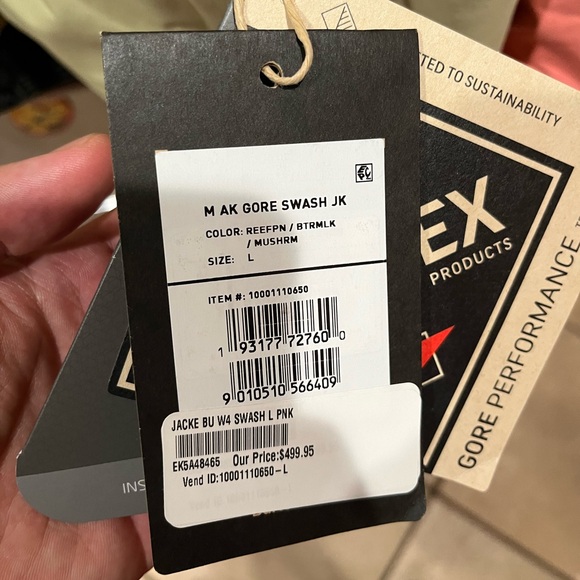 M AK GORE SWASH JK
COLOR: REEFPN / BTRMLK
/ MUSHRM
SIZE: L
ITEM #: 10001110650
1 93177 72760 0
9 010510 566409
JACKE BU W4 SWASH L PNK
EK5A48465 Our Price:$499.95
Vend ID:10001110650-L
TED TO SUSTAINABILITY
EX
PRODUCTS
GORE PERFORMANCE
INS